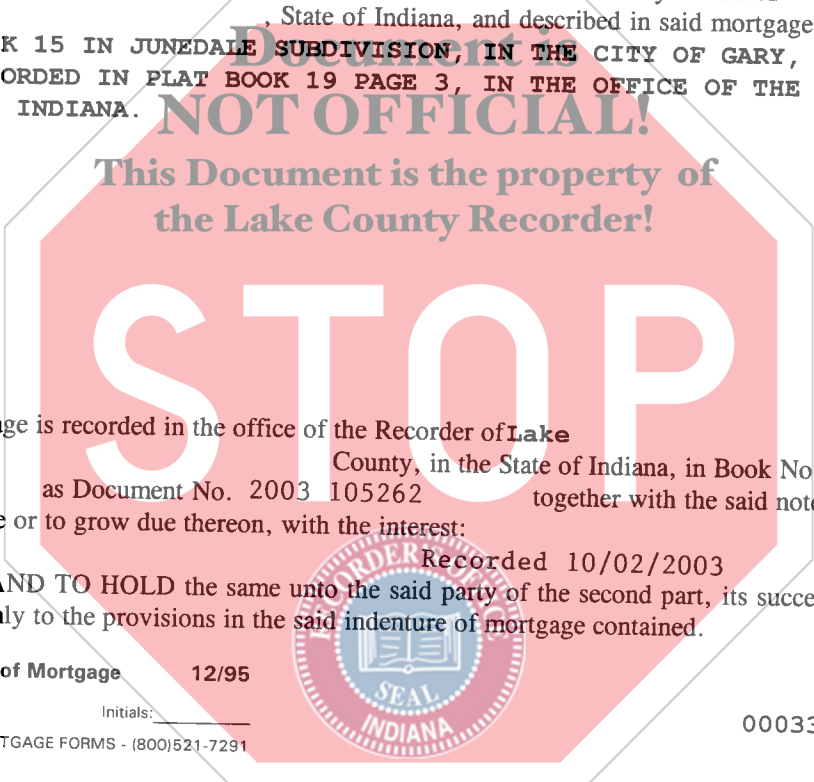 , State of Indiana, and described in said mortgage
Document is
K 15 IN JUNEDALE SUBDIVISION, IN THE CITY OF GARY,
ORDED IN PLAT BOOK 19 PAGE 3, IN THE OFFICE OF THE
INDIANA.
NOT OFFICIAL!
This Document is the property of
the Lake County Recorder!
STOP
ge is recorded in the office of the Recorder of Lake
County, in the State of Indiana, in Book No
as Document No. 2003 105262 together with the said note
e or to grow due thereon, with the interest:
Recorded 10/02/2003
AND TO HOLD the same unto the said party of the second part, its succe
ly to the provisions in the said indenture of mortgage contained.
RECORDER'S OFFICE
SEAL
INDIANA
of Mortgage 12/95
Initials:
TGAGE FORMS - (800)521-7291
00033